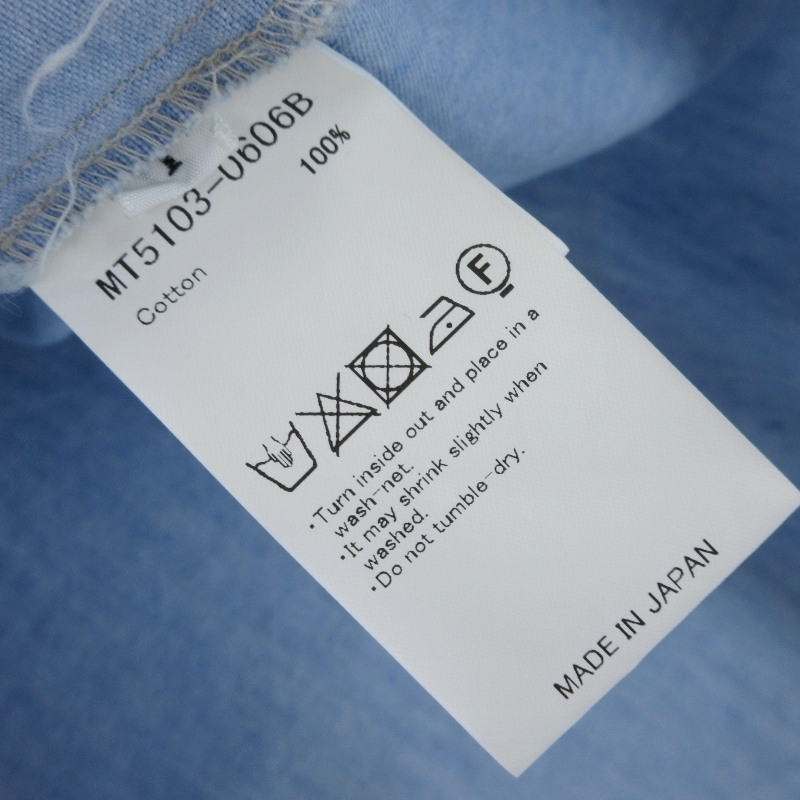 1
MT5103-U606B
Cotton 100%
F
·Turn inside out and place in a
wash-net.
·It may shrink slightly when
washed.
·Do not tumble-dry.
MADE IN JAPAN